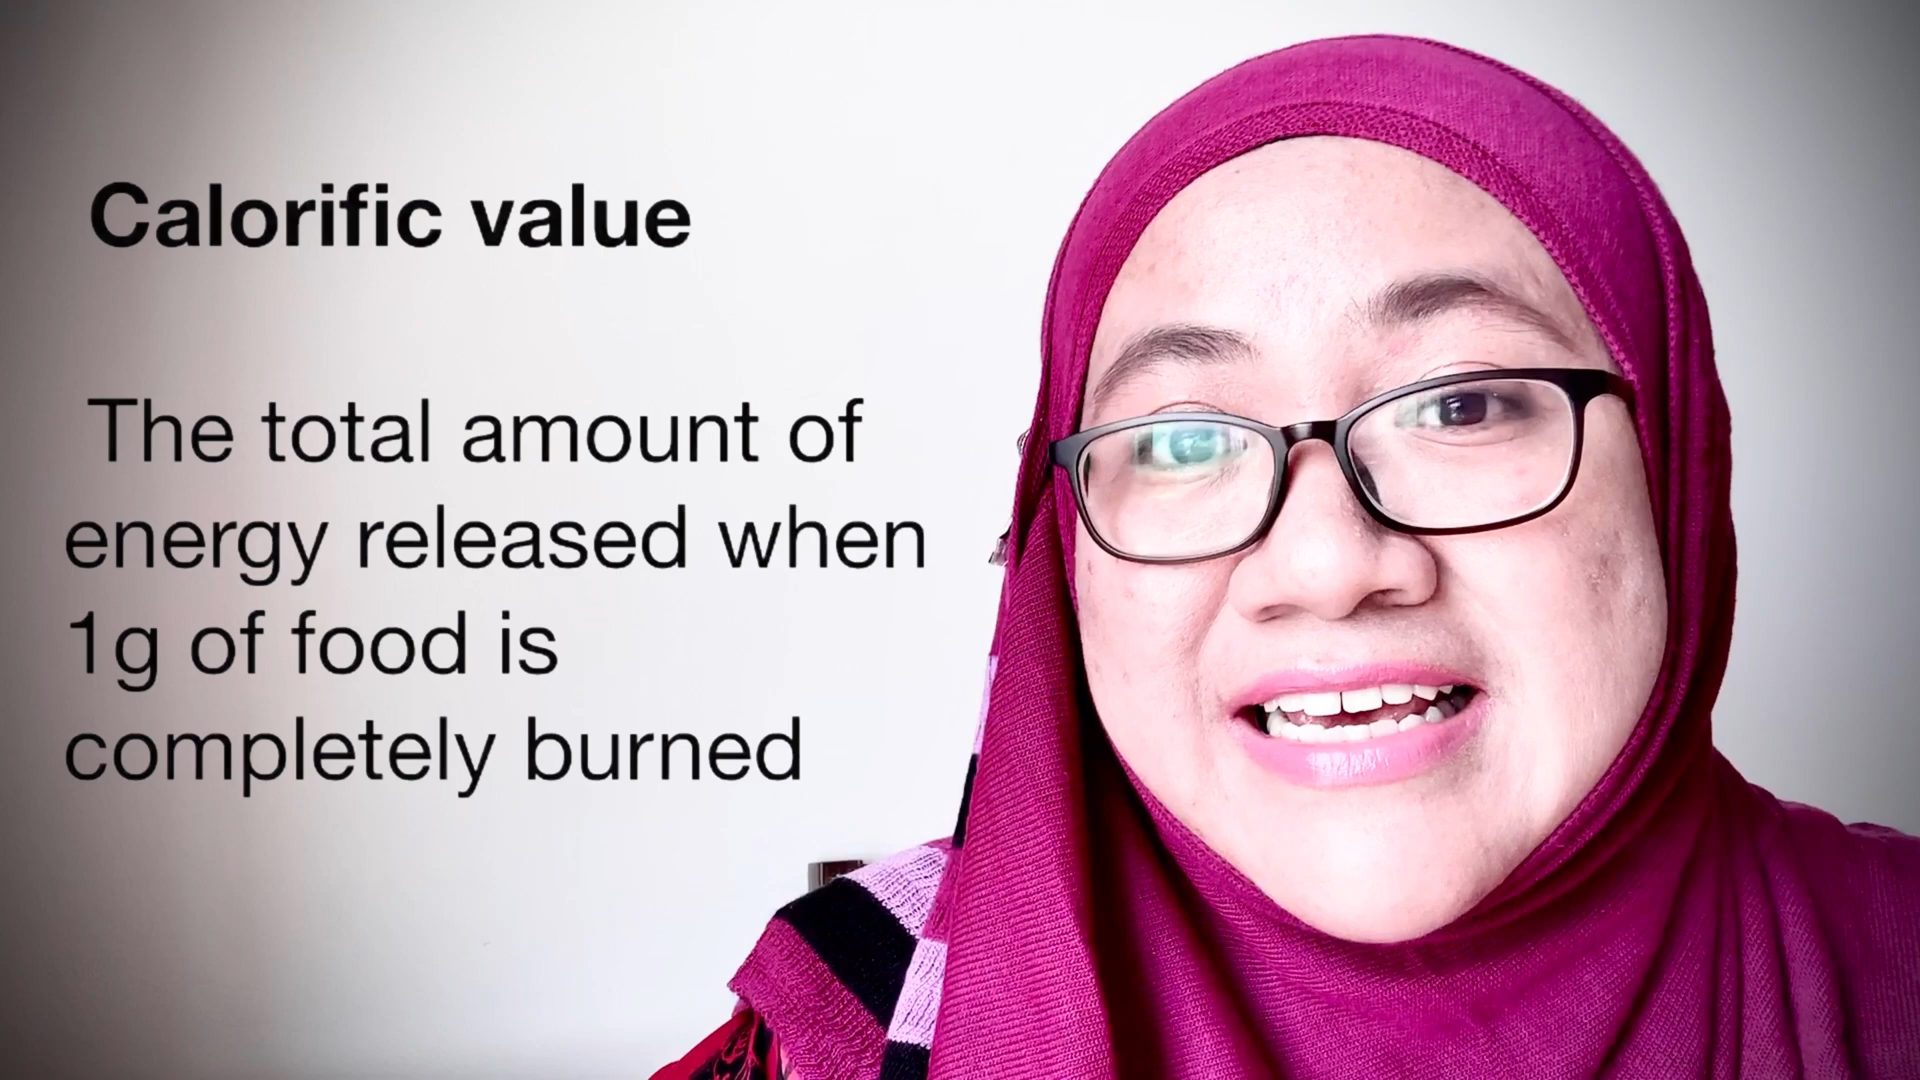 Calorific value
The total amount of
energy released when
1g of food is
completely burned